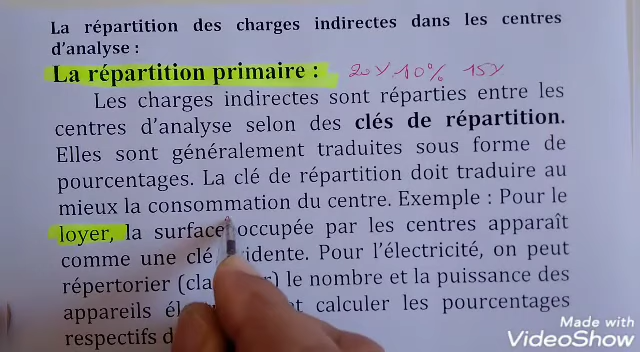 La répartition des charges indirectes dans les centres
d’analyse :
La répartition primaire : 20% 10% 15%
Les charges indirectes sont réparties entre les
centres d’analyse selon des clés de répartition.
Elles sont généralement traduites sous forme de
pourcentages. La clé de répartition doit traduire au
mieux la consommation du centre. Exemple : Pour le
loyer, la surface occupée par les centres apparaît
comme une clé évidente. Pour l’électricité, on peut
répertorier le nombre et la puissance des
appareils calculer les pourcentages
respectifs
Made with
VideoShow